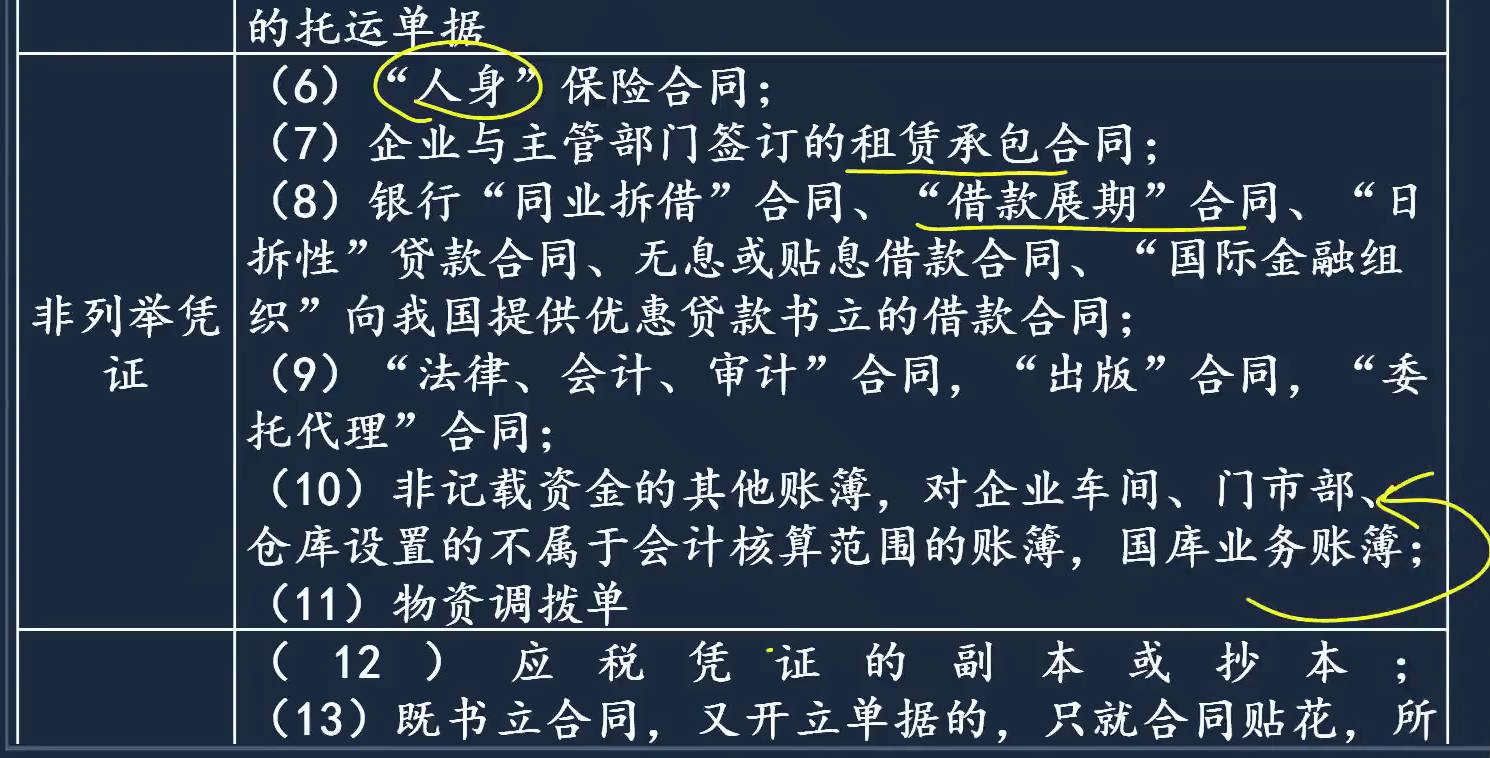 的托运单据
(6)“人身”保险合同;
(7)企业与主管部门签订的租赁承包合同;
(8)银行“同业拆借”合同、“借款展期”合同、“日
拆性”贷款合同、无息或贴息借款合同、“国际金融组
非列举凭
织”向我国提供优惠贷款书立的借款合同;
证
(9)“法律、会计、审计”合同,“出版”合同,“委
托代理”合同;
(10)非记载资金的其他账簿,对企业车间、门市部、
仓库设置的不属于会计核算范围的账簿,国库业务账簿;
(11)物资调拨单
(12)应税凭证的副本或抄本;
(13)既书立合同,又开立单据的,只就合同贴花,所